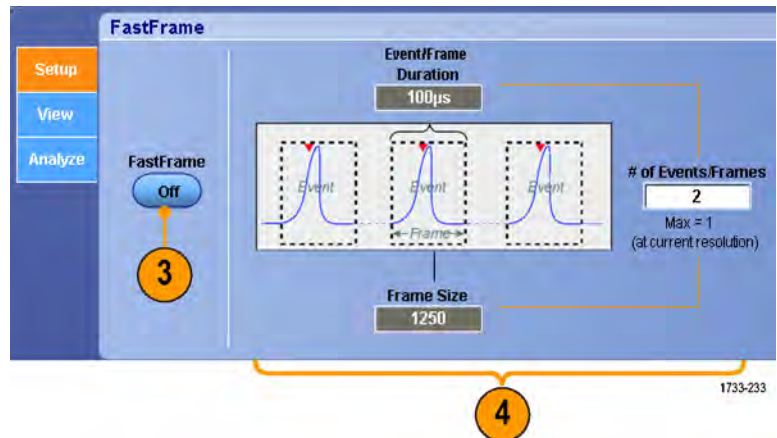 FastFrame
Setup
View
Analyze
FastFrame
Off
3
Event/Frame
Duration
100µs
Event
Event
Event
Frame
Frame Size
1250
# of Events/Frames
2
Max = 1
(at current resolution)
4
1733-233